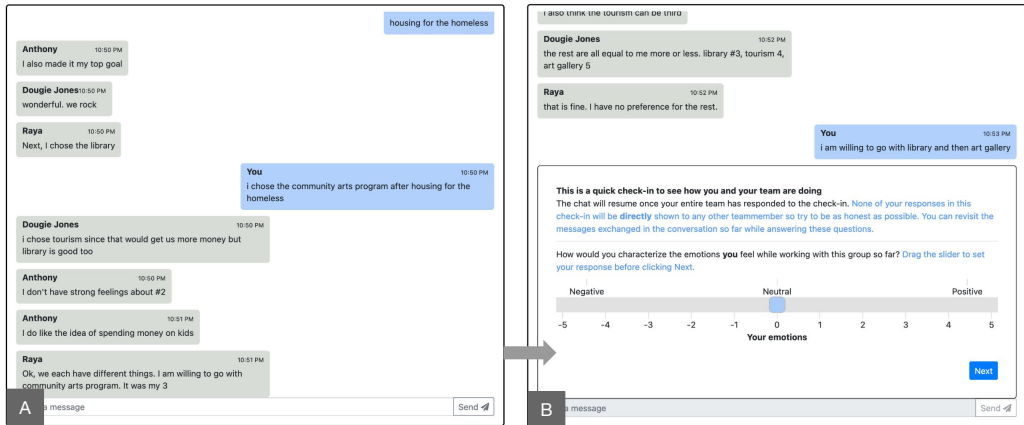 housing for the homeless
Anthony 10:50 PM
I also made it my top goal
Dougie Jones 10:50 PM
wonderful. we rock
Raya 10:50 PM
Next, I chose the library
You 10:50 PM
i chose the community arts program after housing for the
homeless
Dougie Jones 10:50 PM
i chose tourism since that would get us more money but
library is good too
Anthony 10:50 PM
I don't have strong feelings about #2
Anthony 10:51 PM
I do like the idea of spending money on kids
Raya 10:51 PM
Ok, we each have different things. I am willing to go with
community arts program. It was my 3
A
a message
Send
I also think the tourism can be third
Dougie Jones 10:52 PM
the rest are all equal to me more or less. library #3, tourism 4,
art gallery 5
Raya 10:52 PM
that is fine. I have no preference for the rest.
You 10:53 PM
i am willing to go with library and then art gallery
This is a quick check-in to see how you and your team are doing
The chat will resume once your entire team has responded to the check-in. None of your responses in this
check-in will be directly shown to any other teammember so try to be as honest as possible. You can revisit the
messages exchanged in the conversation so far while answering these questions.
How would you characterize the emotions you feel while working with this group so far? Drag the slider to set
your response before clicking Next.
Negative Neutral Positive
-5 -4 -3 -2 -1 0 1 2 3 4 5
Your emotions
Next
B
a message
Send